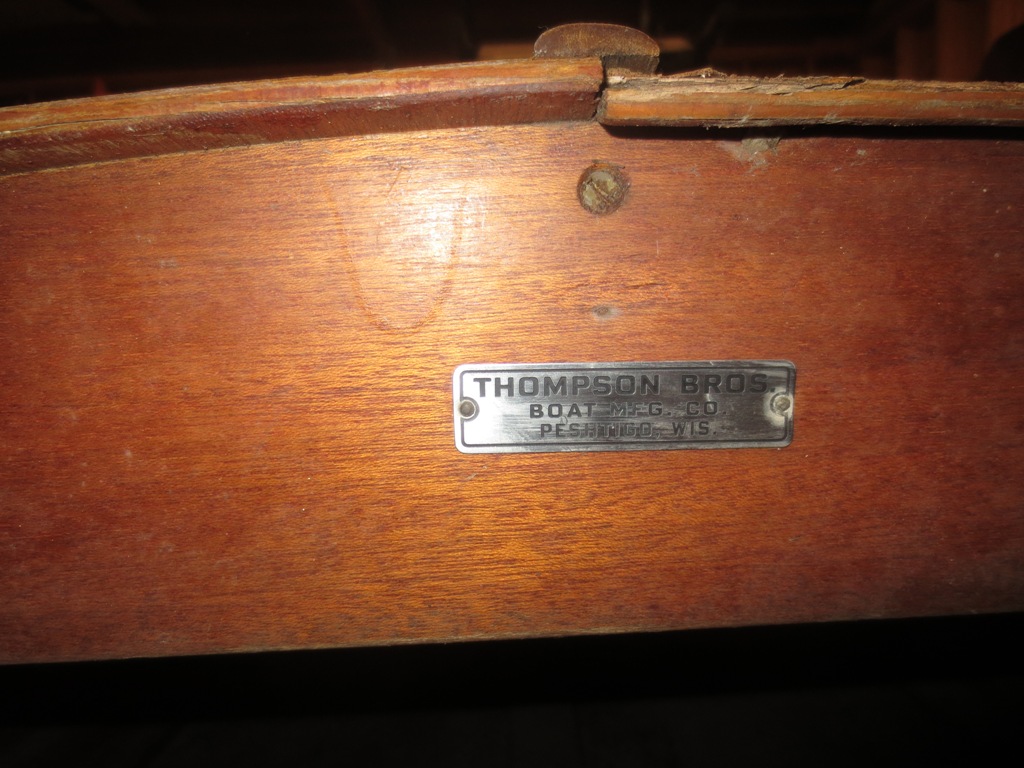 THOMPSON BROS.
BOAT MFG. CO.
PESHTIGO, WIS.